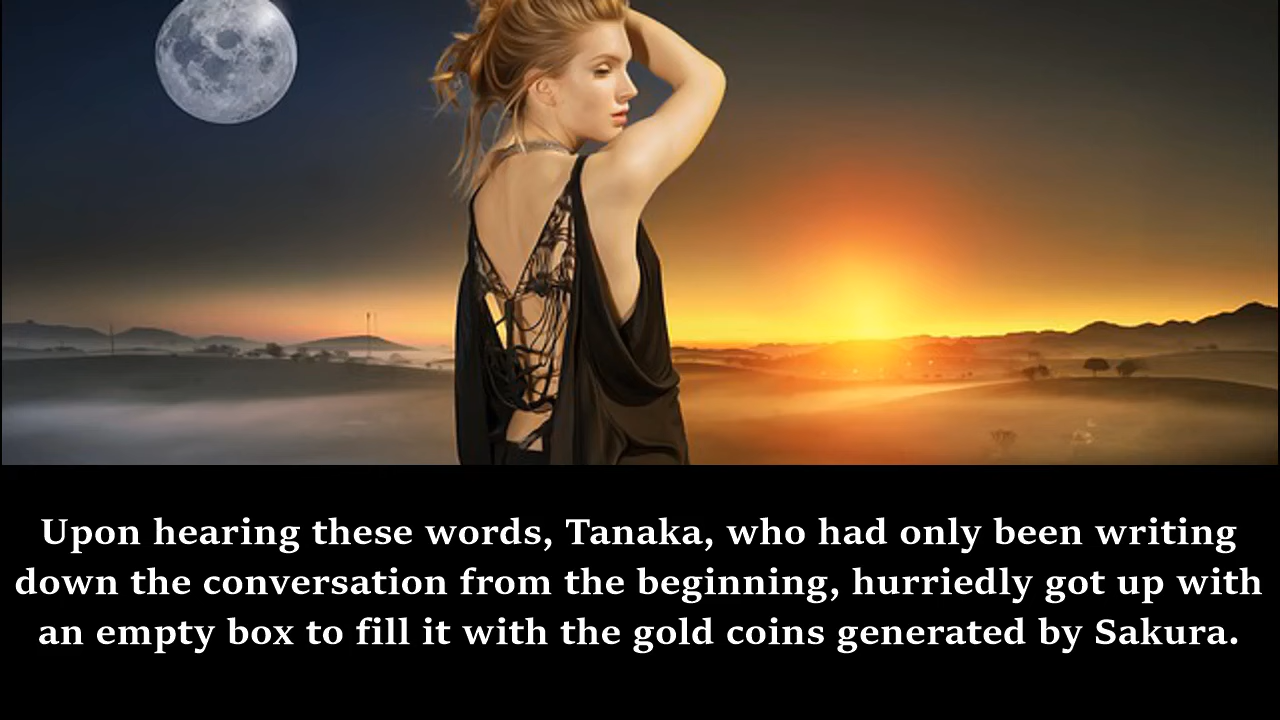 Upon hearing these words, Tanaka, who had only been writing
down the conversation from the beginning, hurriedly got up with
an empty box to fill it with the gold coins generated by Sakura.